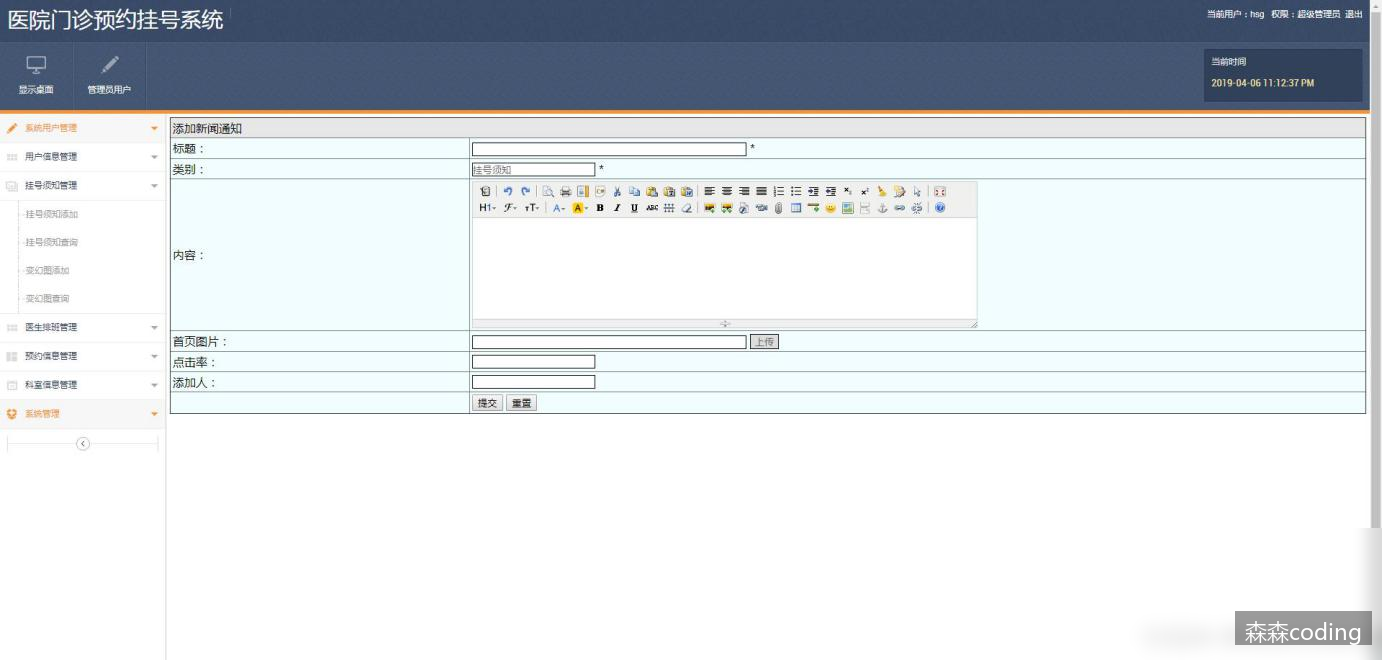 医院门诊预约挂号系统
当前用户：hsg 权限：超级管理员 退出
显示桌面
管理员用户
当前时间
2019-04-06 11:12:37 PM
系统用户管理
用户信息管理
挂号须知管理
挂号须知添加
挂号须知查询
变幻图添加
变幻图查询
医生排班管理
预约信息管理
科室信息管理
系统管理
添加新闻通知
标题： *
类别： 挂号须知 *
内容：
H1 F TT A A B I U ABC
首页图片： 上传
点击率：
添加人：
提交 重置
森森coding